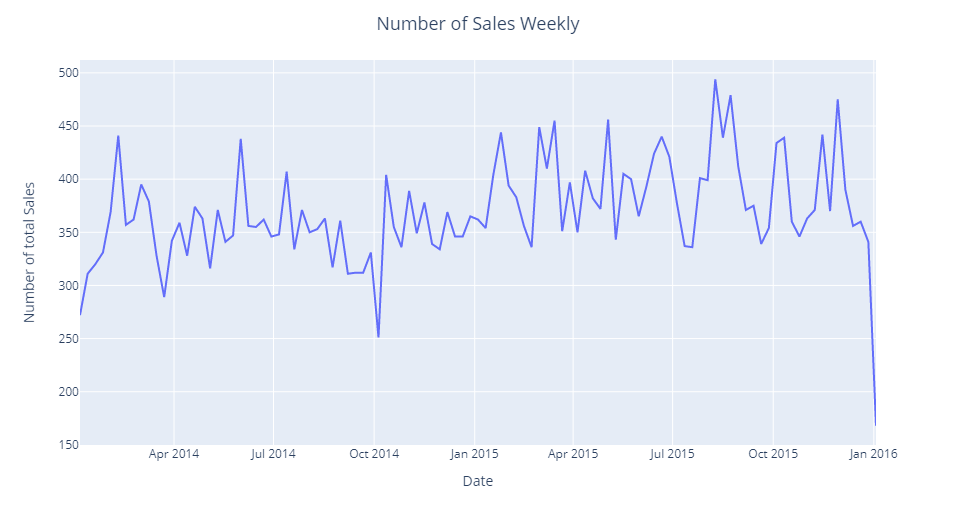 Number of Sales Weekly
Number of total Sales
500
450
400
350
300
250
200
150
Apr 2014
Jul 2014
Oct 2014
Jan 2015
Apr 2015
Jul 2015
Oct 2015
Jan 2016
Date